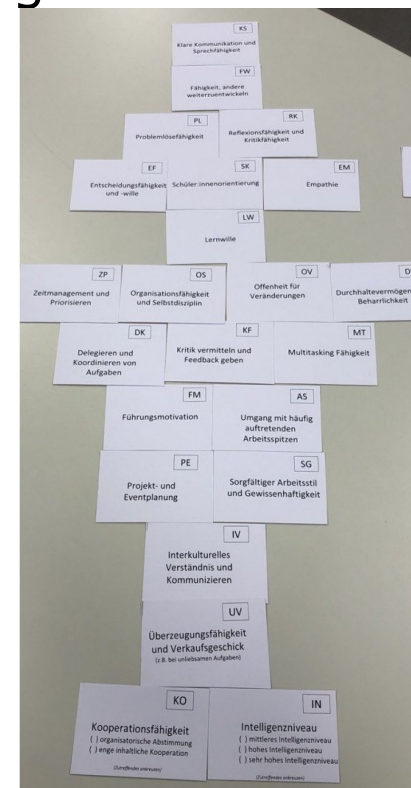 KS
Klare Kommunikation und
Sprechfähigkeit
FW
Fähigkeit, andere
weiterzuentwickeln
PL
Problemlösefähigkeit
RK
Reflexionsfähigkeit und
Kritikfähigkeit
EF
Entscheidungsfähigkeit
und -wille
SK
Schüler:innenorientierung
EM
Empathie
LW
Lernwille
ZP
Zeitmanagement und
Priorisieren
OS
Organisationsfähigkeit
und Selbstdisziplin
OV
Offenheit für
Veränderungen
D
Durchhaltevermögen
Beharrlichkeit
DK
Delegieren und
Koordinieren von
Aufgaben
KF
Kritik vermitteln und
Feedback geben
MT
Multitasking Fähigkeit
FM
Führungsmotivation
AS
Umgang mit häufig
auftretenden
Arbeitsspitzen
PE
Projekt- und
Eventplanung
SG
Sorgfältiger Arbeitsstil
und Gewissenhaftigkeit
IV
Interkulturelles
Verständnis und
Kommunizieren
UV
Überzeugungsfähigkeit
und Verkaufsgeschick
(z.B. bei unliebsamen Aufgaben)
KO
Kooperationsfähigkeit
( ) organisatorische Abstimmung
( ) enge inhaltliche Kooperation
(Zutreffendes ankreuzen)
IN
Intelligenzniveau
( ) mittleres Intelligenzniveau
( ) hohes Intelligenzniveau
( ) sehr hohes Intelligenzniveau
(Zutreffendes ankreuzen)